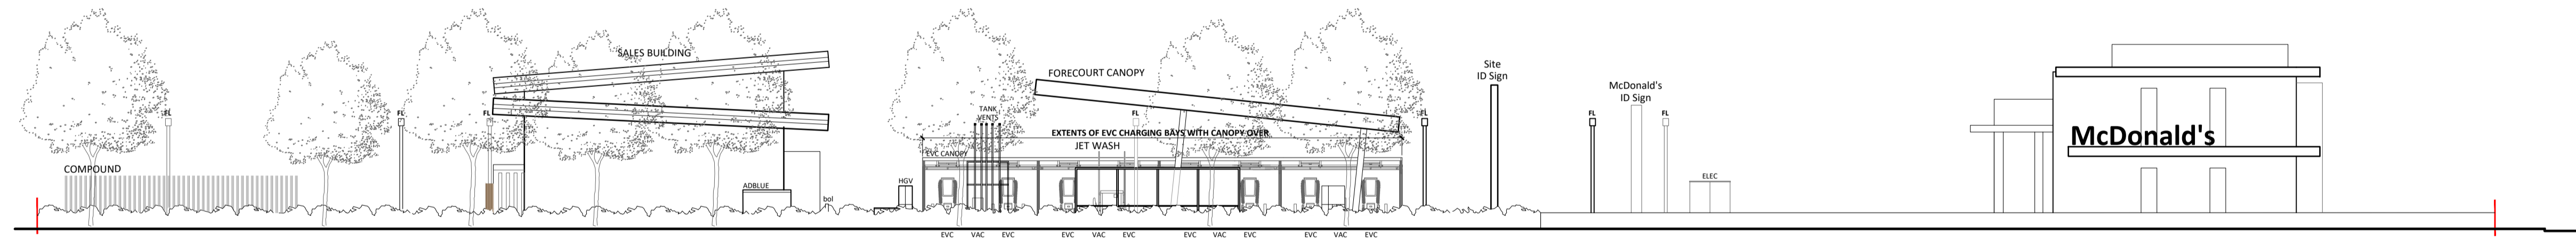 SALES BUILDING
FORECOURT CANOPY
Site
ID Sign
McDonald's
ID Sign
FL
FL
FL
TANK
VENTS
FL
FL
FL
FL
EXTENTS OF EVC CHARGING BAYS WITH CANOPY OVER
McDonald's
JET WASH
EVC CANOPY
COMPOUND
ADBLUE
HGV
ELEC
bol
EVC VAC EVC EVC VAC EVC EVC VAC EVC EVC VAC EVC